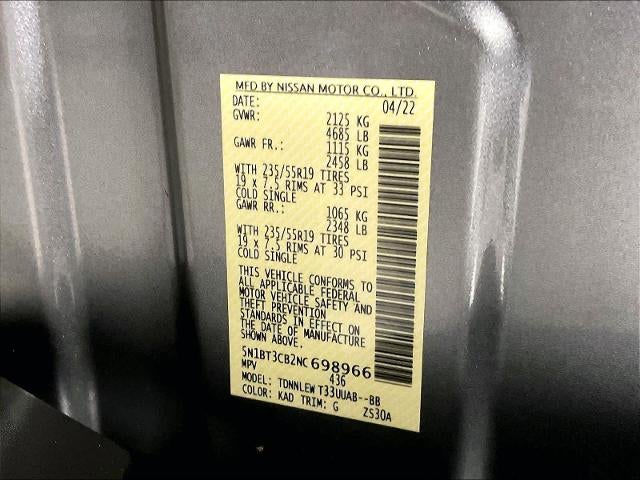 MFD BY NISSAN MOTOR CO., LTD.
DATE: 04/22
GVWR: 2125 KG
4685 LB
GAWR FR.: 1115 KG
2458 LB
WITH 235/55R19 TIRES
19 x 7.5 RIMS AT 33 PSI
COLD SINGLE
GAWR RR.: 1065 KG
2348 LB
WITH 235/55R19 TIRES
19 x 7.5 RIMS AT 30 PSI
COLD SINGLE
THIS VEHICLE CONFORMS TO
ALL APPLICABLE FEDERAL
MOTOR VEHICLE SAFETY AND
THEFT PREVENTION
STANDARDS IN EFFECT ON
THE DATE OF MANUFACTURE
SHOWN ABOVE.
5N1BT3CB2NC698966
MPV 436
MODEL: TDNNLEW T33UUAB--BB
COLOR: KAD TRIM: G ZS30A